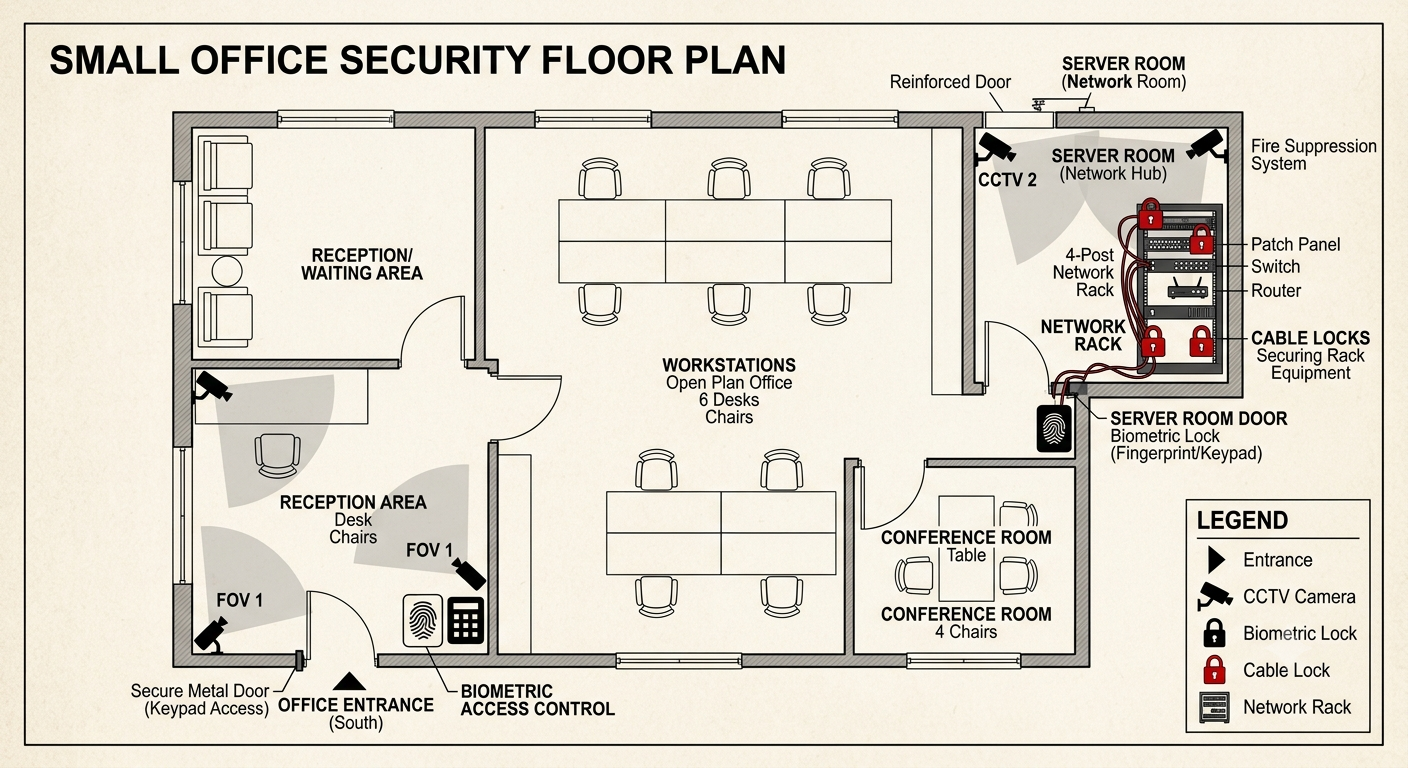 SMALL OFFICE SECURITY FLOOR PLAN
Reinforced Door
SERVER ROOM
(Network Room)
Fire Suppression
System
CCTV 2
SERVER ROOM
(Network Hub)
RECEPTION/
WAITING AREA
4-Post
Network
Rack
Patch Panel
Switch
Router
NETWORK
RACK
CABLE LOCKS
Securing Rack
Equipment
WORKSTATIONS
Open Plan Office
6 Desks
Chairs
SERVER ROOM DOOR
Biometric Lock
(Fingerprint/Keypad)
RECEPTION AREA
Desk
Chairs
FOV 1
FOV 1
CONFERENCE ROOM
Table
CONFERENCE ROOM
4 Chairs
Secure Metal Door
(Keypad Access)
OFFICE ENTRANCE
(South)
BIOMETRIC
ACCESS CONTROL
LEGEND
Entrance
CCTV Camera
Biometric Lock
Cable Lock
Network Rack